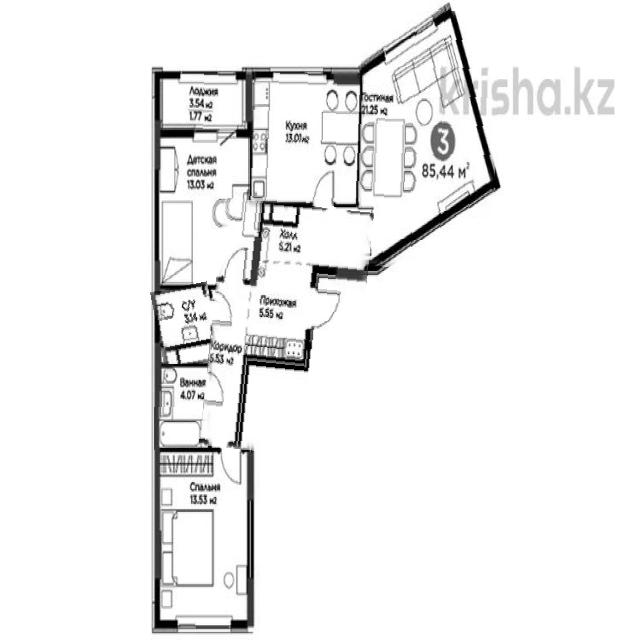 krisha.kz
Лоджия
3.54 м²
1.77 м²
Кухня
13.01 м²
Гостиная
21.25 м²
3
85,44 м²
Детская
спальня
13.03 м²
Холл
5.21 м²
С/У
3.14 м²
Прихожая
5.55 м²
Коридор
5.53 м²
Ванная
4.07 м²
Спальня
13.53 м²